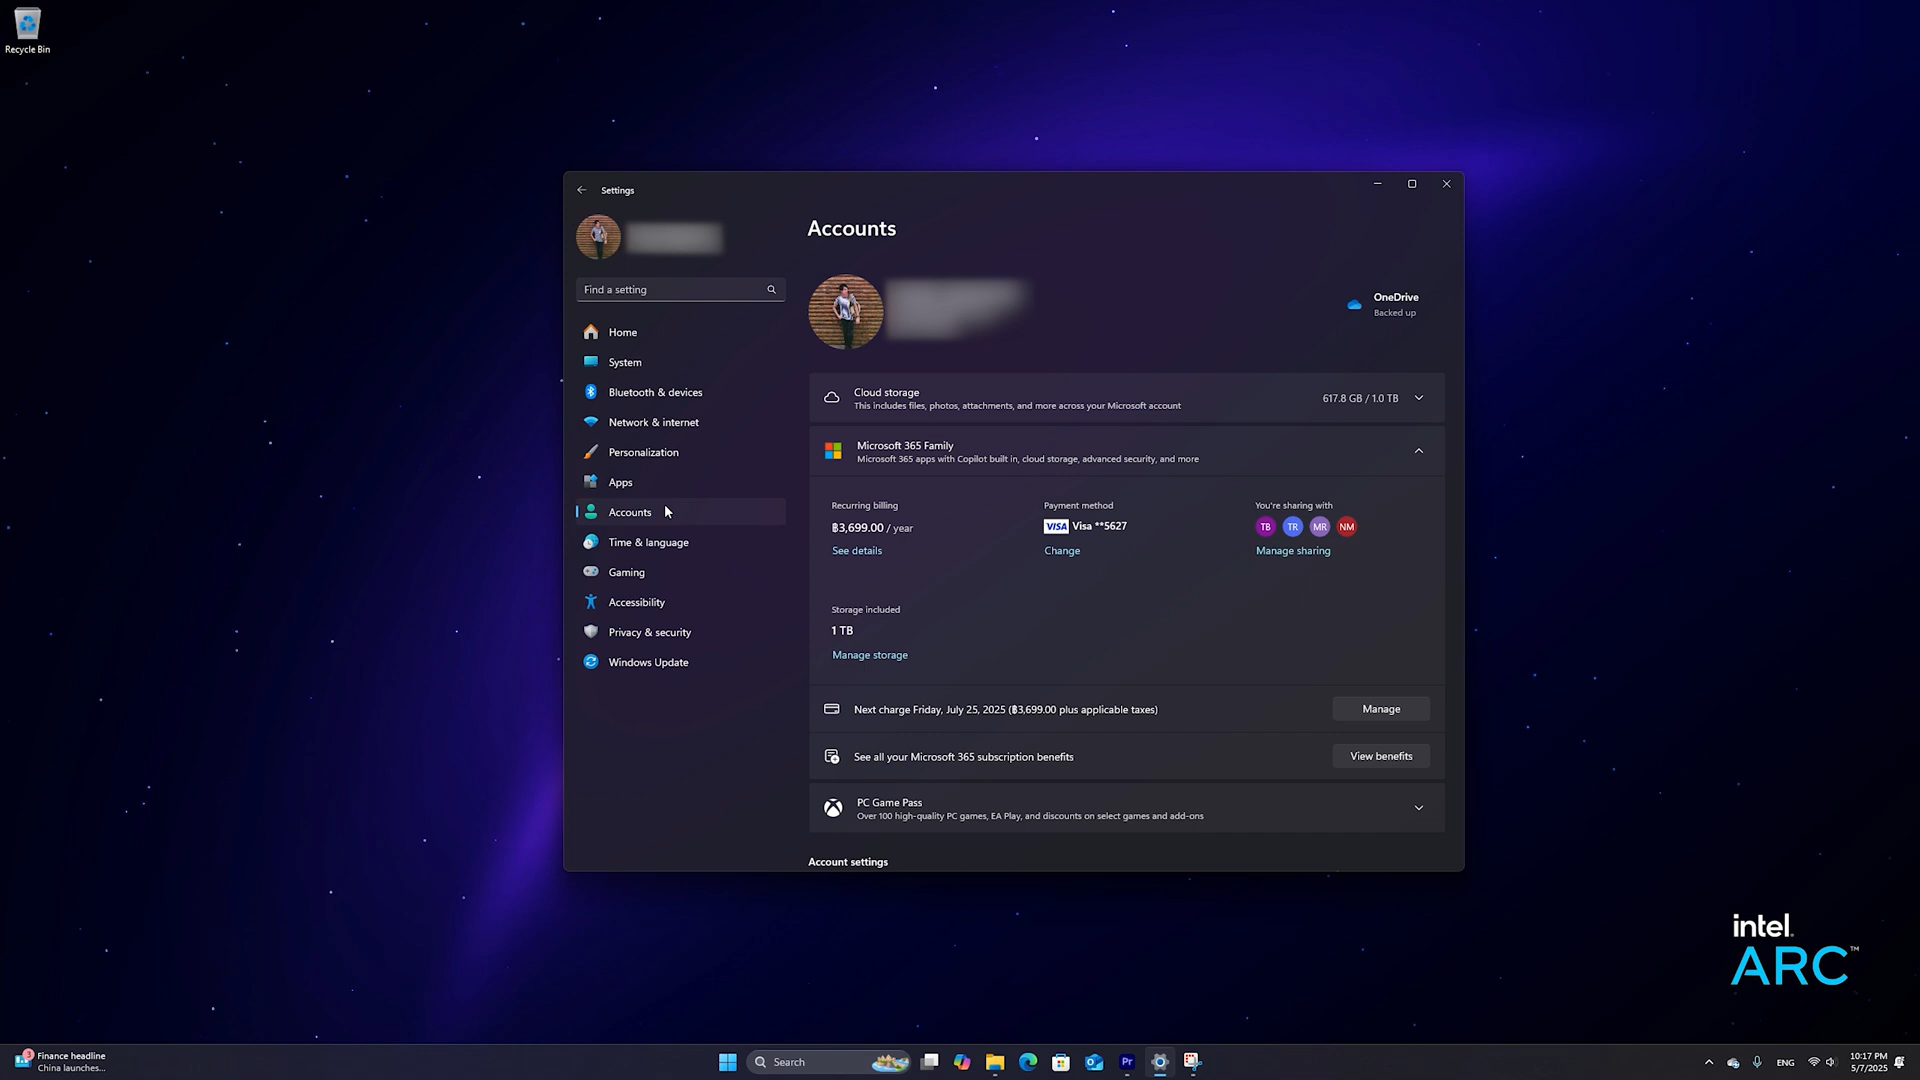 Recycle Bin
Settings
Find a setting
Home
System
Bluetooth & devices
Network & internet
Personalization
Apps
Accounts
Time & language
Gaming
Accessibility
Privacy & security
Windows Update
Accounts
OneDrive
Backed up
Cloud storage
This includes files, photos, attachments, and more across your Microsoft account
617.8 GB / 1.0 TB
Microsoft 365 Family
Microsoft 365 apps with Copilot built in, cloud storage, advanced security, and more
Recurring billing
฿3,699.00 / year
See details
Payment method
VISA Visa **5627
Change
You're sharing with
TB TR MR NM
Manage sharing
Storage included
1 TB
Manage storage
Next charge Friday, July 25, 2025 (฿3,699.00 plus applicable taxes)
Manage
See all your Microsoft 365 subscription benefits
View benefits
PC Game Pass
Over 100 high-quality PC games, EA Play, and discounts on select games and add-ons
Account settings
intel.
ARC™
3
Finance headline
China launches...
Search
Pr
ENG
10:17 PM
5/7/2025